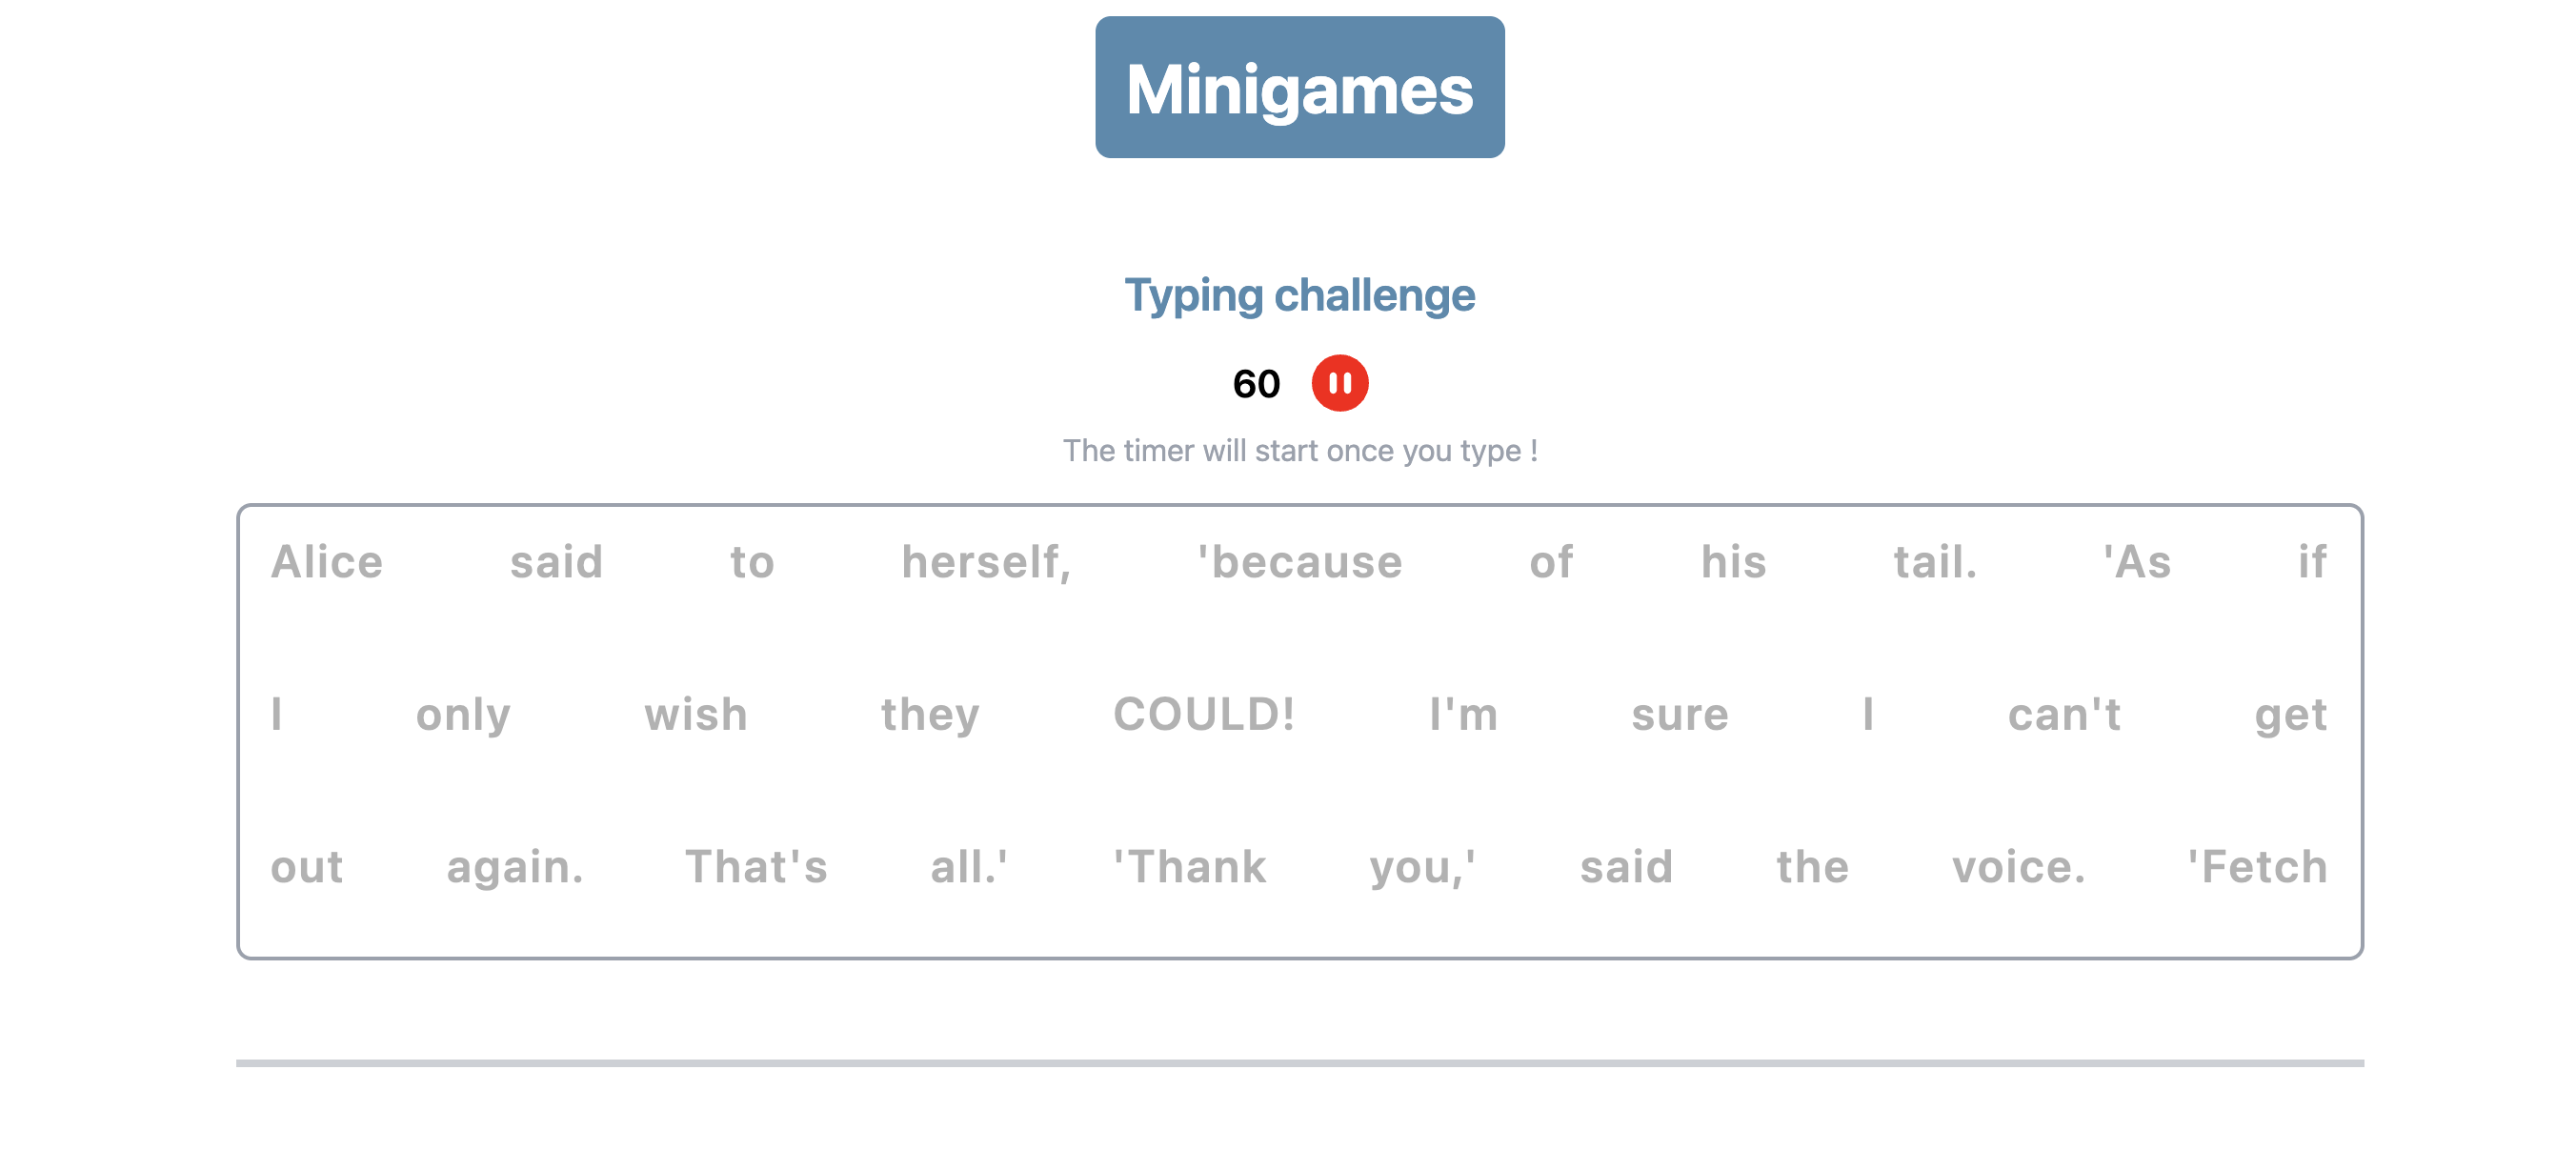 Minigames
Typing challenge
60
The timer will start once you type !
Alice said to herself, 'because of his tail. 'As if
I only wish they COULD! I'm sure I can't get
out again. That's all.' 'Thank you,' said the voice. 'Fetch